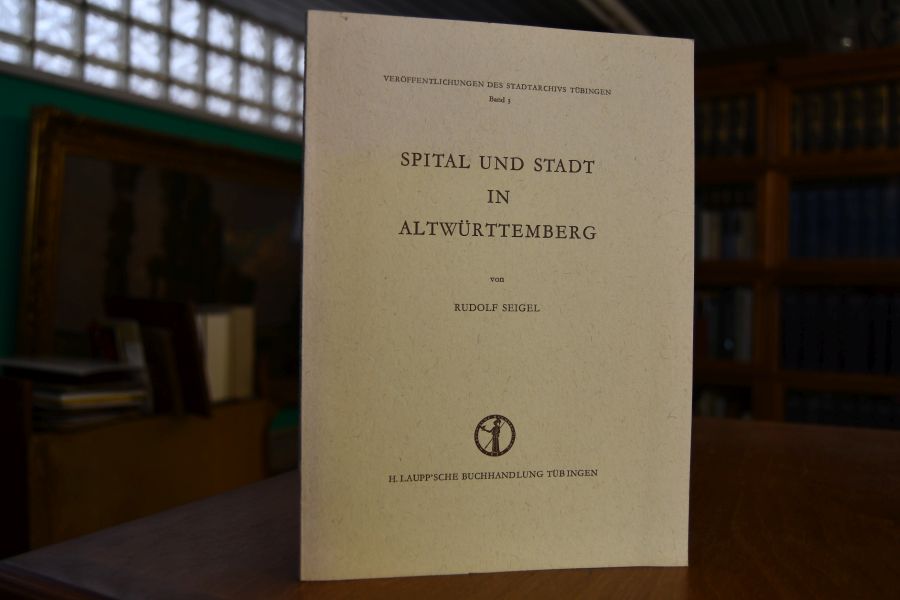 VERÖFFENTLICHUNGEN DES STADTARCHIVS TÜBINGEN
Band 3
SPITAL UND STADT
IN
ALTWÜRTTEMBERG
von
RUDOLF SEIGEL
H. LAUPP'SCHE BUCHHANDLUNG TÜBINGEN